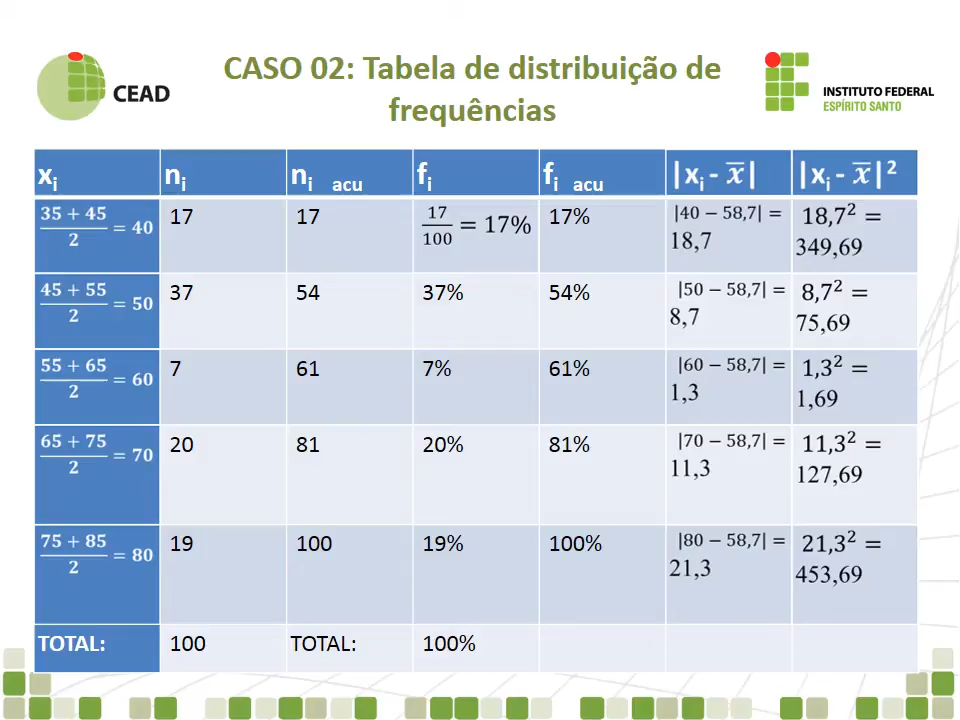 CEAD
CASO 02: Tabela de distribuição de
frequências
INSTITUTO FEDERAL
ESPÍRITO SANTO
xᵢ nᵢ nᵢ acu fᵢ fᵢ acu |xᵢ - x̅| |xᵢ - x̅|²
(35 + 45)/2 = 40 17 17 17/100 = 17% 17% |40 − 58,7| = 18,7² =
18,7 349,69
(45 + 55)/2 = 50 37 54 37% 54% |50 − 58,7| = 8,7² =
8,7 75,69
(55 + 65)/2 = 60 7 61 7% 61% |60 − 58,7| = 1,3² =
1,3 1,69
(65 + 75)/2 = 70 20 81 20% 81% |70 − 58,7| = 11,3² =
11,3 127,69
(75 + 85)/2 = 80 19 100 19% 100% |80 − 58,7| = 21,3² =
21,3 453,69
TOTAL: 100 TOTAL: 100%